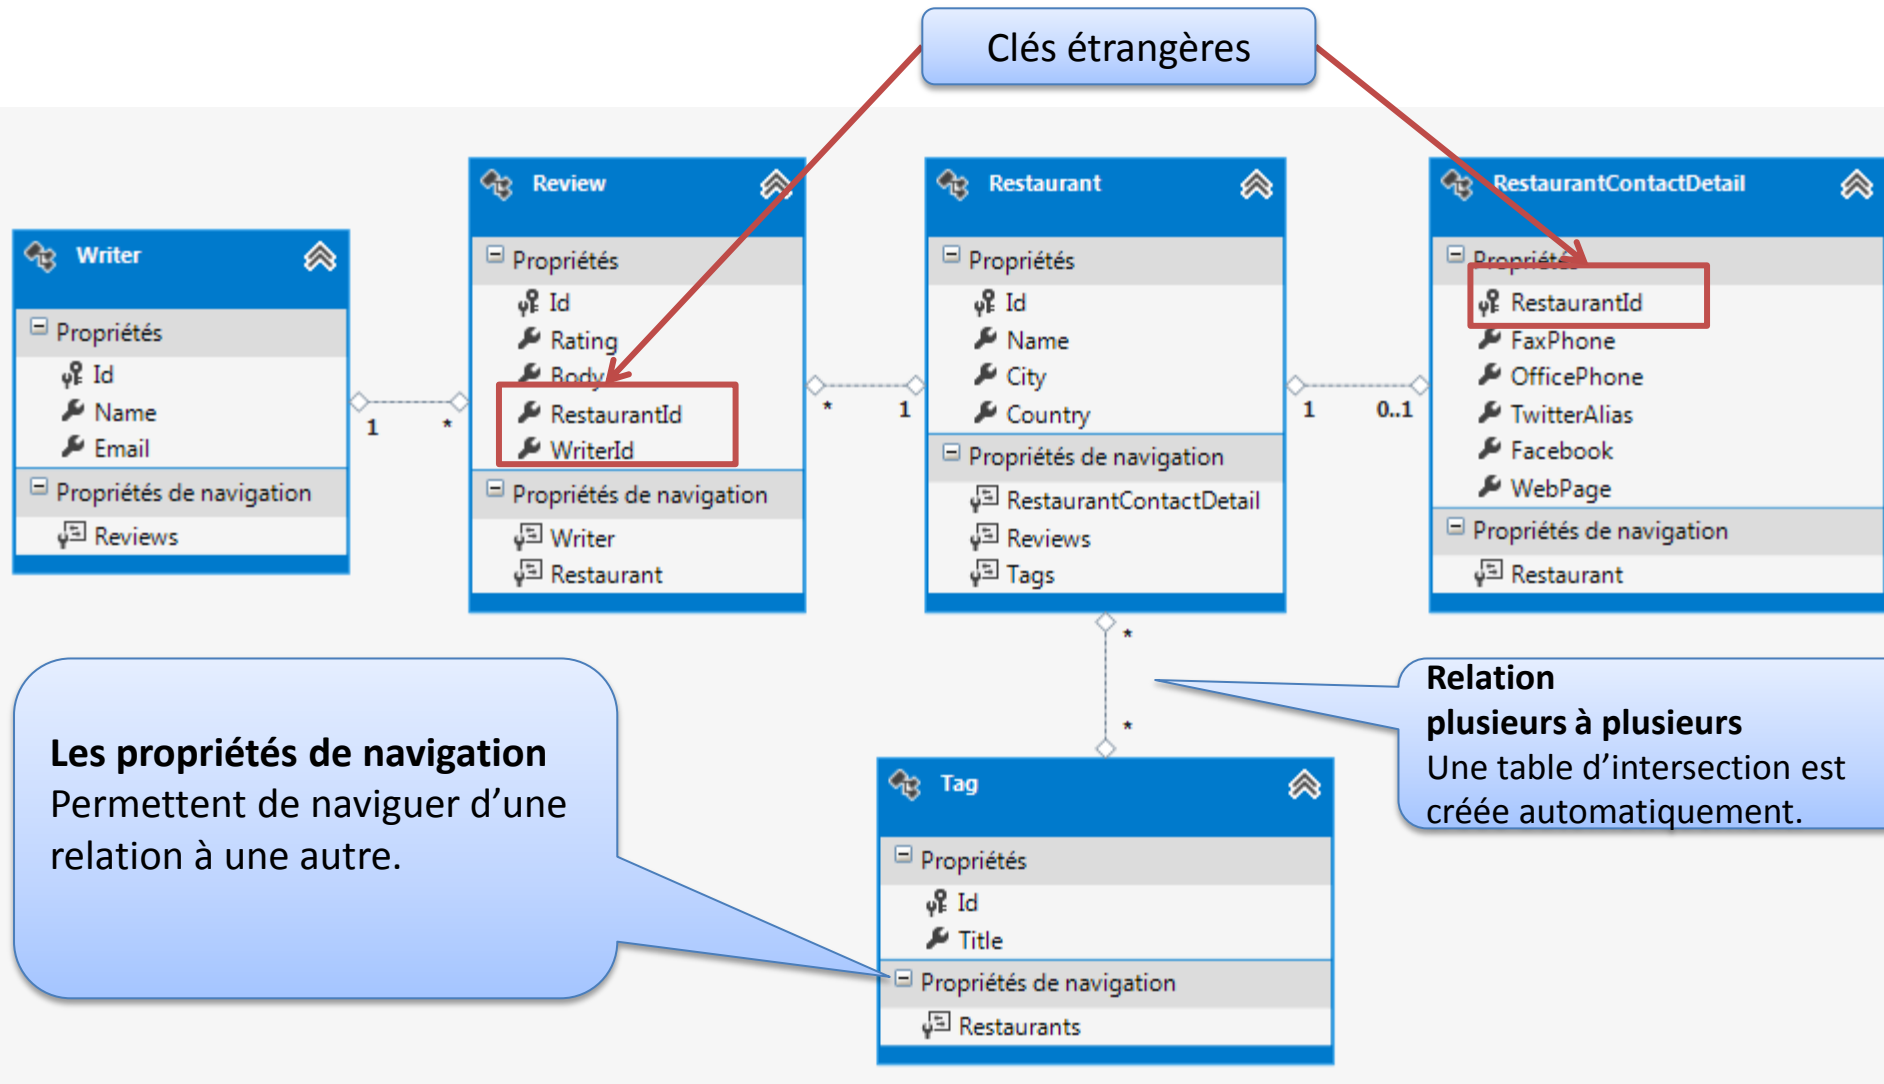 Clés étrangères
Writer
Propriétés
Id
Name
Email
Propriétés de navigation
Reviews
1
*
Review
Propriétés
Id
Rating
Body
RestaurantId
WriterId
Propriétés de navigation
Writer
Restaurant
*
1
Restaurant
Propriétés
Id
Name
City
Country
Propriétés de navigation
RestaurantContactDetail
Reviews
Tags
1
0..1
RestaurantContactDetail
Propriétés
RestaurantId
FaxPhone
OfficePhone
TwitterAlias
Facebook
WebPage
Propriétés de navigation
Restaurant
*
*
Les propriétés de navigation
Permettent de naviguer d’une
relation à une autre.
Relation
plusieurs à plusieurs
Une table d’intersection est
créée automatiquement.
Tag
Propriétés
Id
Title
Propriétés de navigation
Restaurants